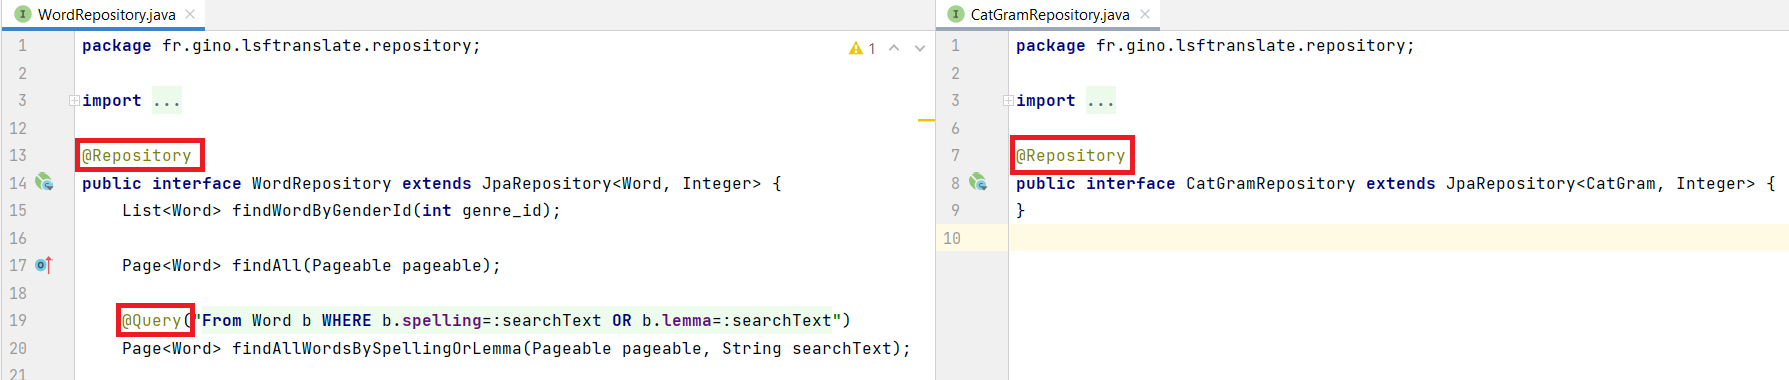 WordRepository.java
1 package fr.gino.lsftranslate.repository;
1
2
3 import ...
12
13 @Repository
14 public interface WordRepository extends JpaRepository<Word, Integer> {
15 List<Word> findWordByGenderId(int genre_id);
16
17 Page<Word> findAll(Pageable pageable);
18
19 @Query("From Word b WHERE b.spelling=:searchText OR b.lemma=:searchText")
20 Page<Word> findAllWordsBySpellingOrLemma(Pageable pageable, String searchText);
21
CatGramRepository.java
1 package fr.gino.lsftranslate.repository;
2
3 import ...
6
7 @Repository
8 public interface CatGramRepository extends JpaRepository<CatGram, Integer> {
9 }
10